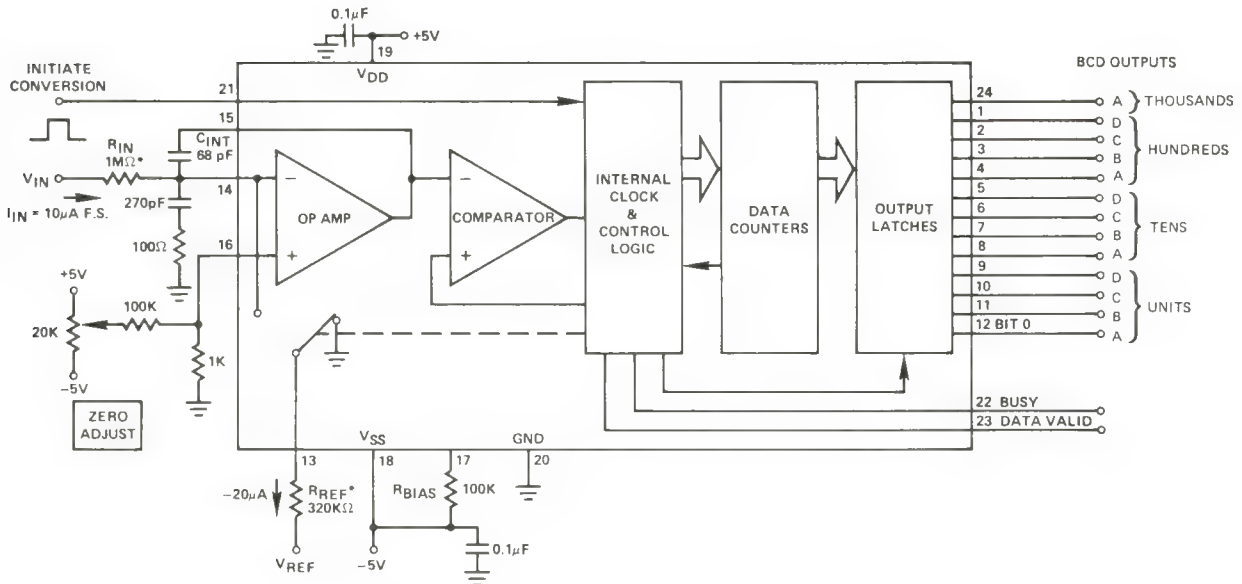 0.1μF
+5V
19
VDD
INITIATE
CONVERSION
21
15
CINT
68 pF
RIN
1MΩ*
VIN
14
IIN = 10μA F.S.
270pF
100Ω
16
+5V
100K
20K
1K
-5V
ZERO
ADJUST
−
OP AMP
+
−
COMPARATOR
+
INTERNAL
CLOCK
&
CONTROL
LOGIC
DATA
COUNTERS
OUTPUT
LATCHES
BCD OUTPUTS
24 A THOUSANDS
1 D
2 C
3 B
4 A
HUNDREDS
5 D
6 C
7 B
8 A
TENS
9 D
10 C
11 B
12 BIT 0 A
UNITS
22 BUSY
23 DATA VALID
VSS
GND
13
18
17
20
-20μA
RREF*
320KΩ
RBIAS
100K
VREF
-5V
0.1μF